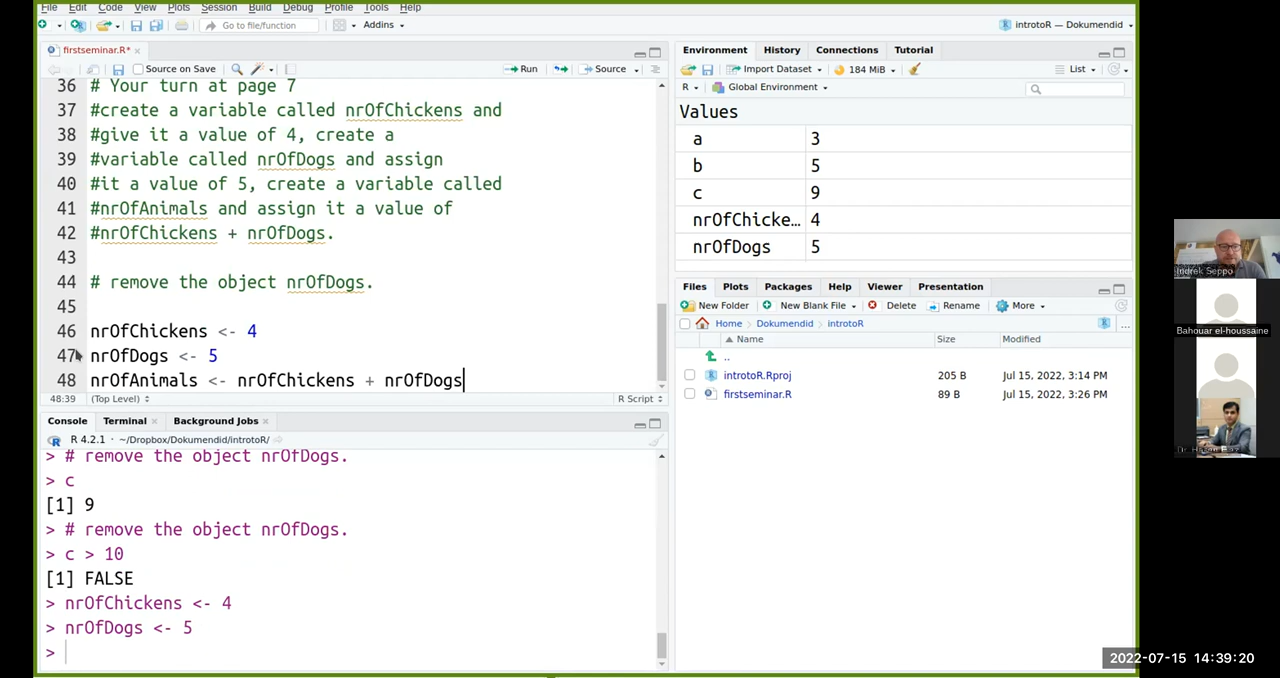 File Edit Code View Plots Session Build Debug Profile Tools Help
Go to file/function Addins introtoR — Dokumendid
firstseminar.R*
Source on Save Run Source
36 # Your turn at page 7
37 #create a variable called nrOfChickens and
38 #give it a value of 4, create a
39 #variable called nrOfDogs and assign
40 #it a value of 5, create a variable called
41 #nrOfAnimals and assign it a value of
42 #nrOfChickens + nrOfDogs.
43
44 # remove the object nrOfDogs.
45
46 nrOfChickens <- 4
47 nrOfDogs <- 5
48 nrOfAnimals <- nrOfChickens + nrOfDogs
48:39 (Top Level) R Script
Console Terminal Background Jobs
R 4.2.1 · ~/Dropbox/Dokumendid/introtoR/
> # remove the object nrOfDogs.
> c
[1] 9
> # remove the object nrOfDogs.
> c > 10
[1] FALSE
> nrOfChickens <- 4
> nrOfDogs <- 5
>
Environment History Connections Tutorial
Import Dataset 184 MiB List
R Global Environment
Values
a 3
b 5
c 9
nrOfChicke… 4
nrOfDogs 5
Files Plots Packages Help Viewer Presentation
New Folder New Blank File Delete Rename More
Home Dokumendid introtoR
Name Size Modified
..
introtoR.Rproj 205 B Jul 15, 2022, 3:14 PM
firstseminar.R 89 B Jul 15, 2022, 3:26 PM
Indrek Seppo
Bahouar el-houssaine
2022-07-15 14:39:20